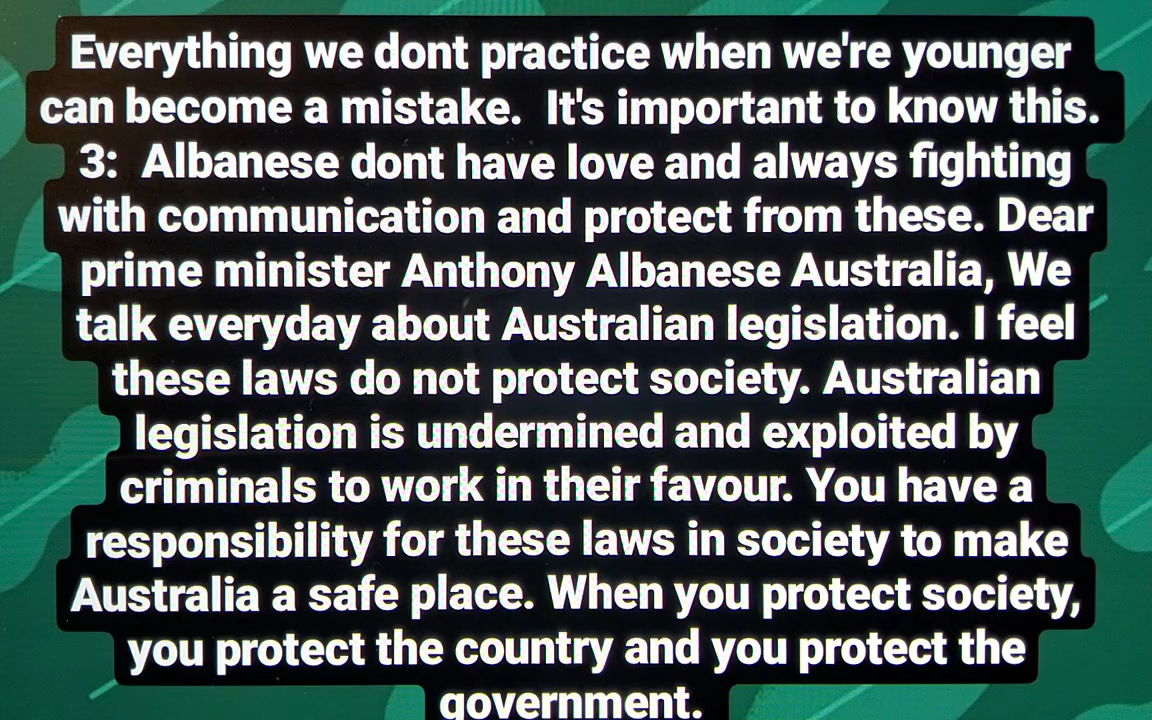 Everything we dont practice when we're younger
can become a mistake.  It's important to know this.
3:  Albanese dont have love and always fighting
with communication and protect from these. Dear
prime minister Anthony Albanese Australia, We
talk everyday about Australian legislation. I feel
these laws do not protect society. Australian
legislation is undermined and exploited by
criminals to work in their favour. You have a
responsibility for these laws in society to make
Australia a safe place. When you protect society,
you protect the country and you protect the
government.